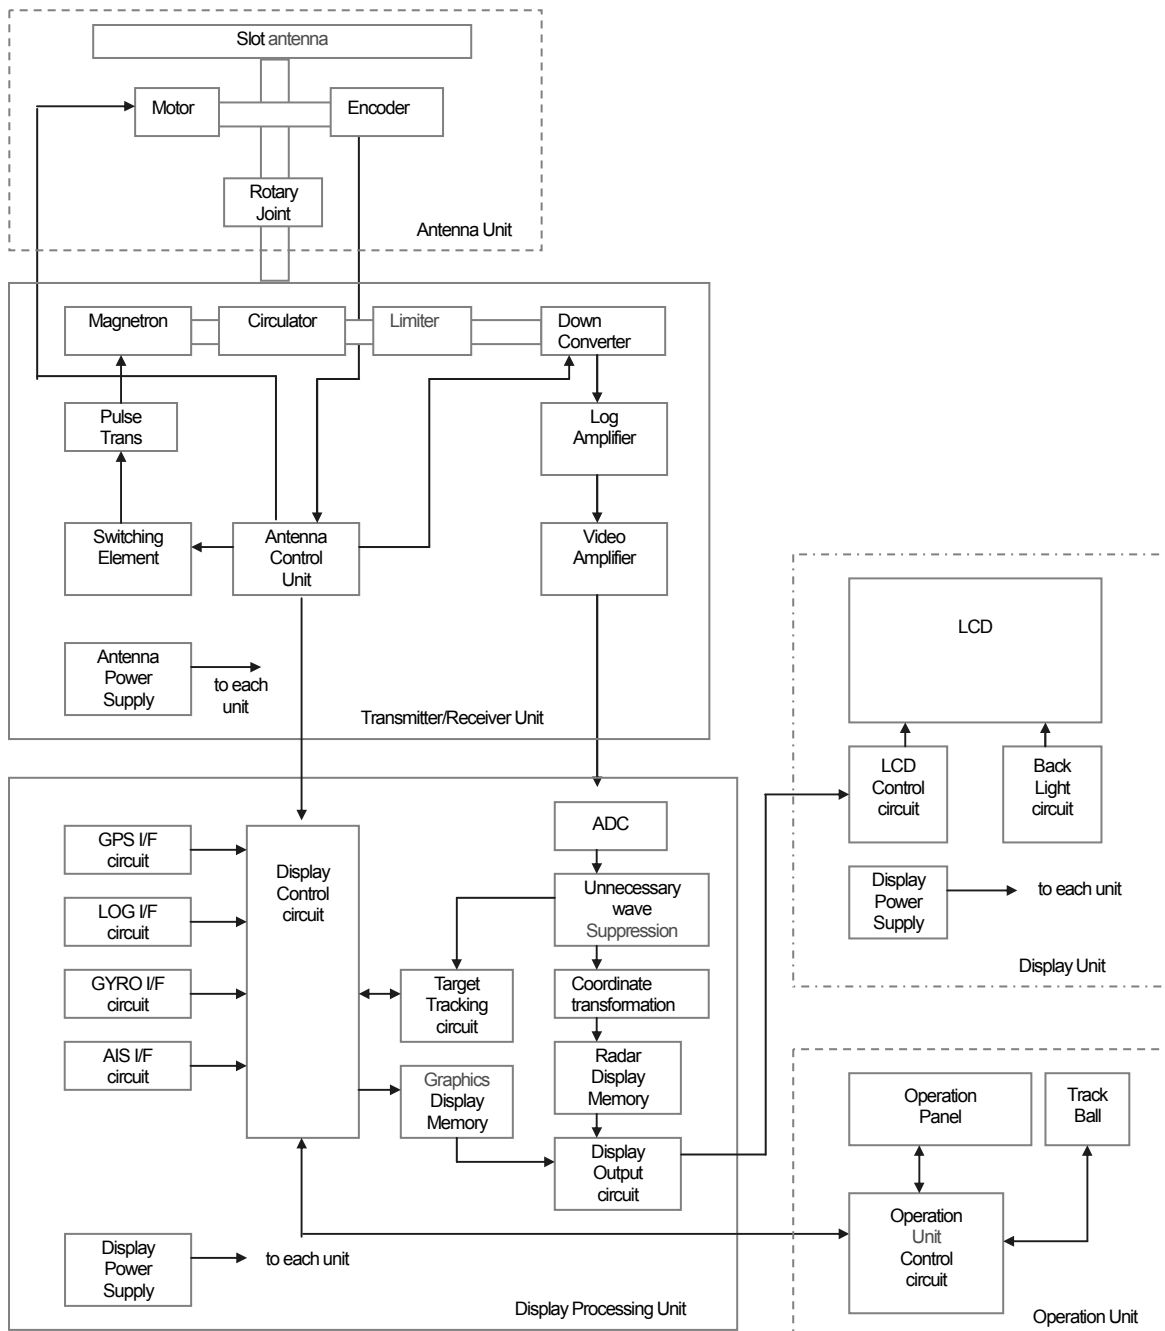 Slot antenna
Motor
Encoder
Rotary
Joint
Antenna Unit
Magnetron
Circulator
Limiter
Down
Converter
Pulse
Trans
Log
Amplifier
Switching
Element
Antenna
Control
Unit
Video
Amplifier
Antenna
Power
Supply
to each
unit
Transmitter/Receiver Unit
LCD
LCD
Control
circuit
Back
Light
circuit
Display
Power
Supply
to each unit
Display Unit
ADC
GPS I/F
circuit
LOG I/F
circuit
GYRO I/F
circuit
AIS I/F
circuit
Display
Control
circuit
Unnecessary
wave
Suppression
Target
Tracking
circuit
Coordinate
transformation
Graphics
Display
Memory
Radar
Display
Memory
Display
Output
circuit
Display
Power
Supply
to each unit
Display Processing Unit
Operation
Panel
Track
Ball
Operation
Unit
Control
circuit
Operation Unit